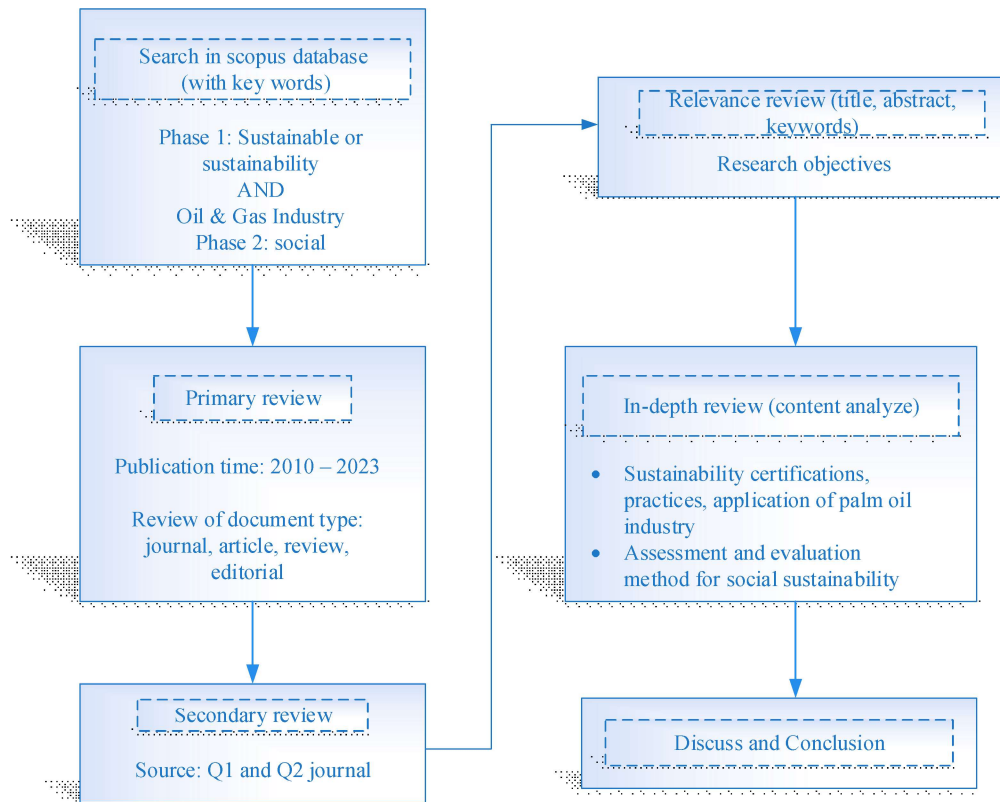 Search in scopus database
(with key words)
Phase 1: Sustainable or
sustainability
AND
Oil & Gas Industry
Phase 2: social
Primary review
Publication time: 2010 – 2023
Review of document type:
journal, article, review,
editorial
Secondary review
Source: Q1 and Q2 journal
Relevance review (title, abstract,
keywords)
Research objectives
In-depth review (content analyze)
• Sustainability certifications,
practices, application of palm oil
industry
• Assessment and evaluation
method for social sustainability
Discuss and Conclusion